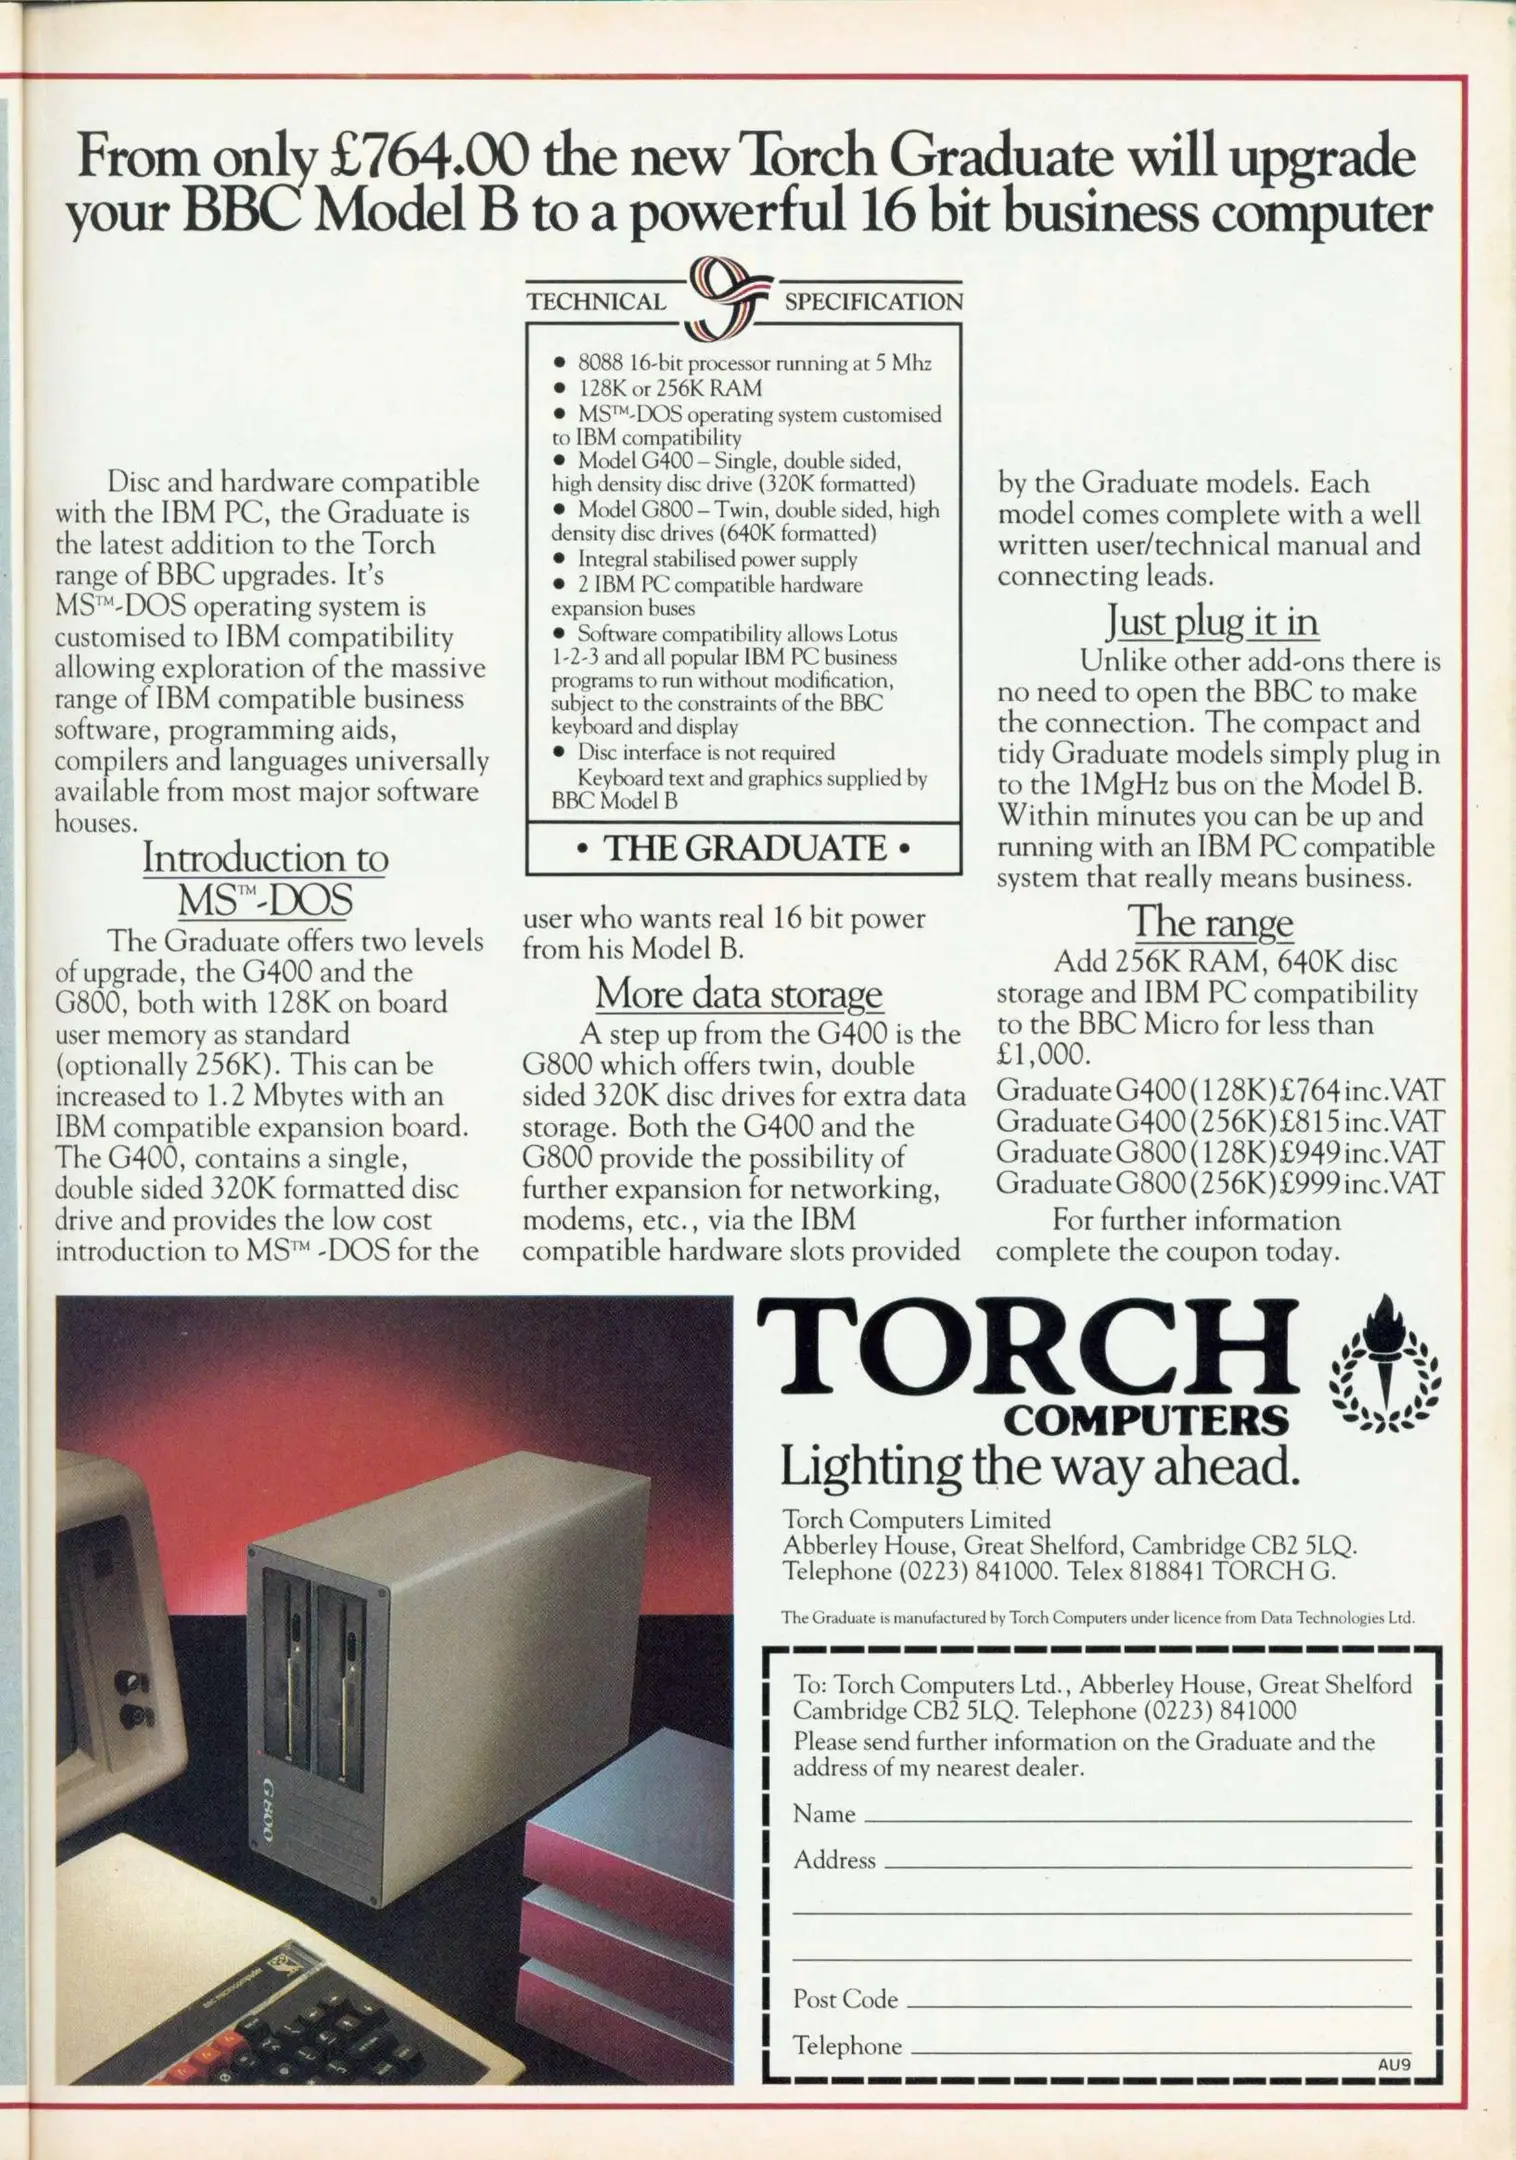 From only £764.00 the new Torch Graduate will upgrade
your BBC Model B to a powerful 16 bit business computer
Disc and hardware compatible
with the IBM PC, the Graduate is
the latest addition to the Torch
range of BBC upgrades. It's
MS™-DOS operating system is
customised to IBM compatibility
allowing exploration of the massive
range of IBM compatible business
software, programming aids,
compilers and languages universally
available from most major software
houses.
Introduction to
MS™-DOS
The Graduate offers two levels
of upgrade, the G400 and the
G800, both with 128K on board
user memory as standard
(optionally 256K). This can be
increased to 1.2 Mbytes with an
IBM compatible expansion board.
The G400, contains a single,
double sided 320K formatted disc
drive and provides the low cost
introduction to MS™ -DOS for the
TECHNICAL SPECIFICATION
• 8088 16-bit processor running at 5 Mhz
• 128K or 256K RAM
• MS™-DOS operating system customised
to IBM compatibility
• Model G400 – Single, double sided,
high density disc drive (320K formatted)
• Model G800 – Twin, double sided, high
density disc drives (640K formatted)
• Integral stabilised power supply
• 2 IBM PC compatible hardware
expansion buses
• Software compatibility allows Lotus
1-2-3 and all popular IBM PC business
programs to run without modification,
subject to the constraints of the BBC
keyboard and display
• Disc interface is not required
Keyboard text and graphics supplied by
BBC Model B
• THE GRADUATE •
user who wants real 16 bit power
from his Model B.
More data storage
A step up from the G400 is the
G800 which offers twin, double
sided 320K disc drives for extra data
storage. Both the G400 and the
G800 provide the possibility of
further expansion for networking,
modems, etc., via the IBM
compatible hardware slots provided
by the Graduate models. Each
model comes complete with a well
written user/technical manual and
connecting leads.
Just plug it in
Unlike other add-ons there is
no need to open the BBC to make
the connection. The compact and
tidy Graduate models simply plug in
to the 1MgHz bus on the Model B.
Within minutes you can be up and
running with an IBM PC compatible
system that really means business.
The range
Add 256K RAM, 640K disc
storage and IBM PC compatibility
to the BBC Micro for less than
£1,000.
Graduate G400 (128K) £764 inc. VAT
Graduate G400 (256K) £815 inc. VAT
Graduate G800 (128K) £949 inc. VAT
Graduate G800 (256K) £999 inc. VAT
For further information
complete the coupon today.
G800
BBC microcomputer
TORCH
COMPUTERS
Lighting the way ahead.
Torch Computers Limited
Abberley House, Great Shelford, Cambridge CB2 5LQ.
Telephone (0223) 841000. Telex 818841 TORCH G.
The Graduate is manufactured by Torch Computers under licence from Data Technologies Ltd.
To: Torch Computers Ltd., Abberley House, Great Shelford
Cambridge CB2 5LQ. Telephone (0223) 841000
Please send further information on the Graduate and the
address of my nearest dealer.
Name
Address
Post Code
Telephone
AU9